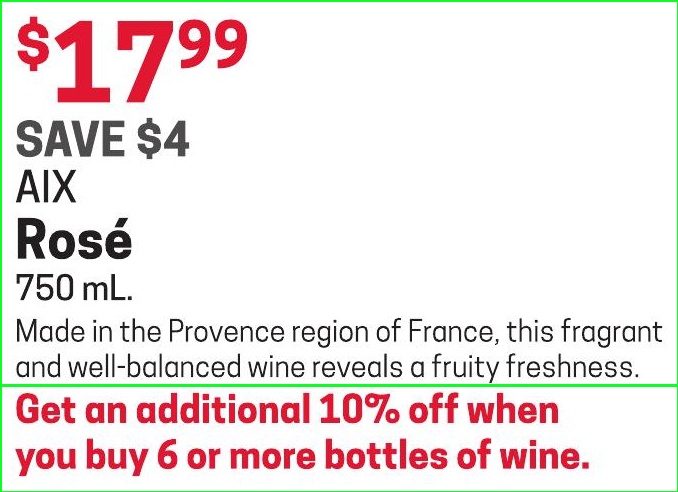 $17.99
SAVE $4
AIX
Rosé
750 mL.
Made in the Provence region of France, this fragrant
and well-balanced wine reveals a fruity freshness.
Get an additional 10% off when
you buy 6 or more bottles of wine.